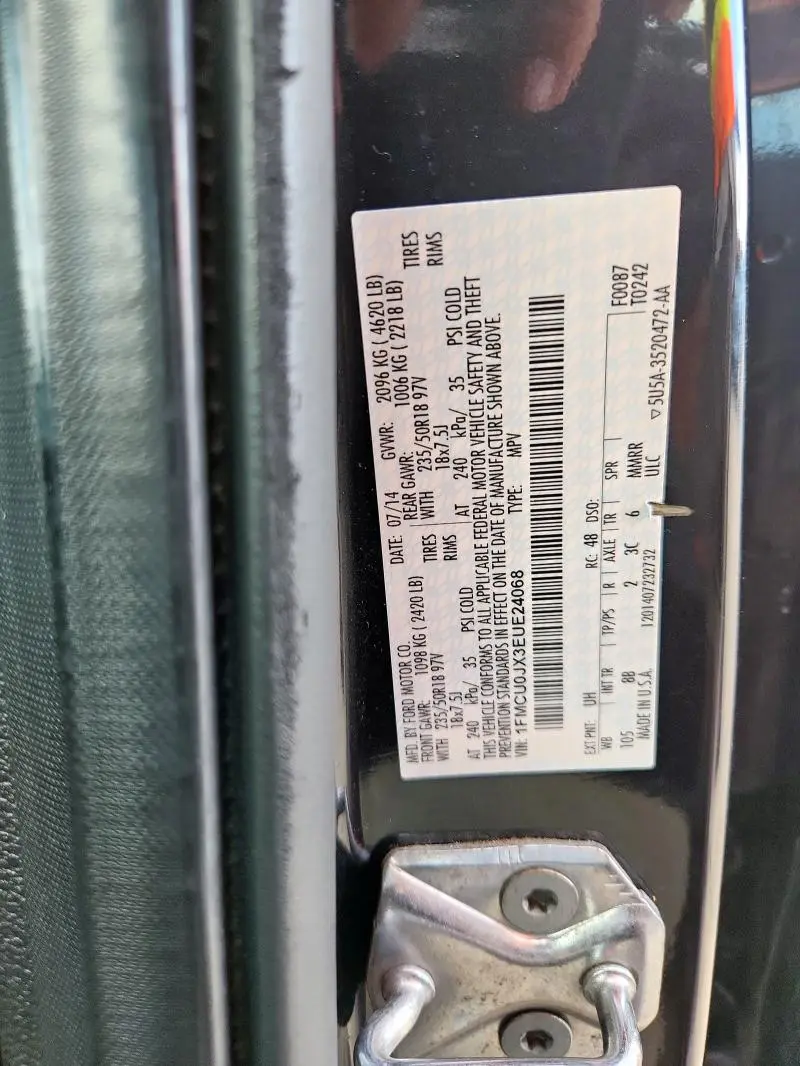 MFD. BY FORD MOTOR CO.
DATE: 07/14 GVWR: 2096 KG ( 4620 LB)
FRONT GAWR: 1098 KG ( 2420 LB) REAR GAWR: 1006 KG ( 2218 LB)
WITH 235/50R18 97V TIRES WITH 235/50R18 97V TIRES
18x7.5J RIMS 18x7.5J RIMS
AT 240 kPa/ 35 PSI COLD AT 240 kPa/ 35 PSI COLD
THIS VEHICLE CONFORMS TO ALL APPLICABLE FEDERAL MOTOR VEHICLE SAFETY AND THEFT
PREVENTION STANDARDS IN EFFECT ON THE DATE OF MANUFACTURE SHOWN ABOVE.
VIN: 1FMCU0JX3EUE24068 TYPE: MPV
EXT PNT: UH RC: 48 DSO: F0087
WB INT TR TP/PS R AXLE TR SPR T0242
105 8B 2 3C 6 MMRR
MADE IN U.S.A. 1201407232732 ULC ▽5U5A-3520472-AA